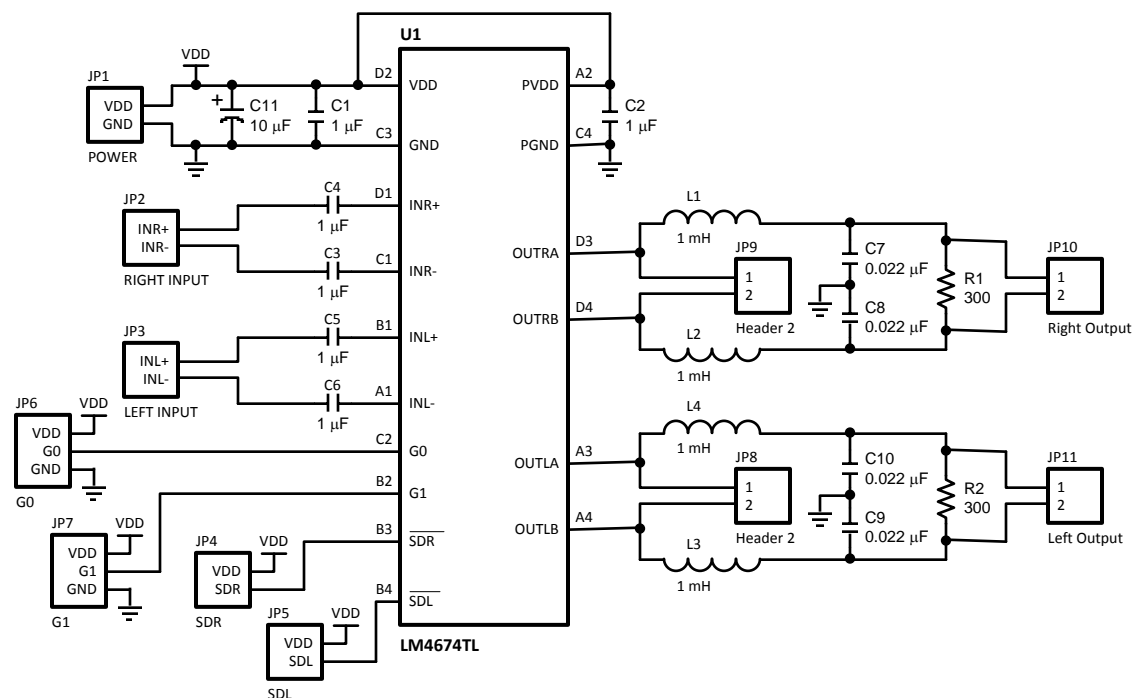 U1
VDD
JP1
VDD
GND
POWER
C11
10 µF
C1
1 µF
D2
VDD
C3
GND
PVDD
A2
C2
1 µF
PGND
C4
JP2
INR+
INR-
RIGHT INPUT
C4
1 µF
D1
INR+
C3
1 µF
C1
INR-
JP3
INL+
INL-
LEFT INPUT
C5
1 µF
B1
INL+
C6
1 µF
A1
INL-
JP6
VDD
VDD
G0
GND
G0
C2
G0
JP7
VDD
VDD
G1
GND
G1
B2
G1
JP4
VDD
VDD
SDR
SDR
B3
SDR
JP5
VDD
VDD
SDL
SDL
B4
SDL
LM4674TL
OUTRA
D3
OUTRB
D4
L1
1 mH
JP9
1
2
Header 2
L2
1 mH
C7
0.022 µF
C8
0.022 µF
R1
300
JP10
1
2
Right Output
OUTLA
A3
OUTLB
A4
L4
1 mH
JP8
1
2
Header 2
L3
1 mH
C10
0.022 µF
C9
0.022 µF
R2
300
JP11
1
2
Left Output
+